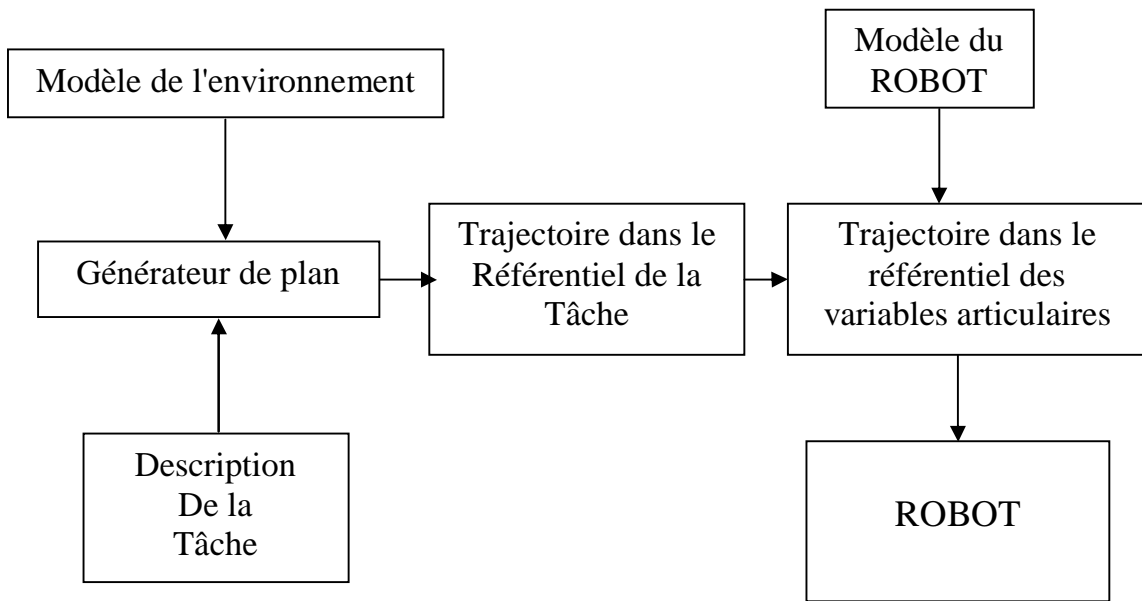 Modèle de l'environnement
Modèle du
ROBOT
Générateur de plan
Trajectoire dans le
Référentiel de la
Tâche
Trajectoire dans le
référentiel des
variables articulaires
Description
De la
Tâche
ROBOT